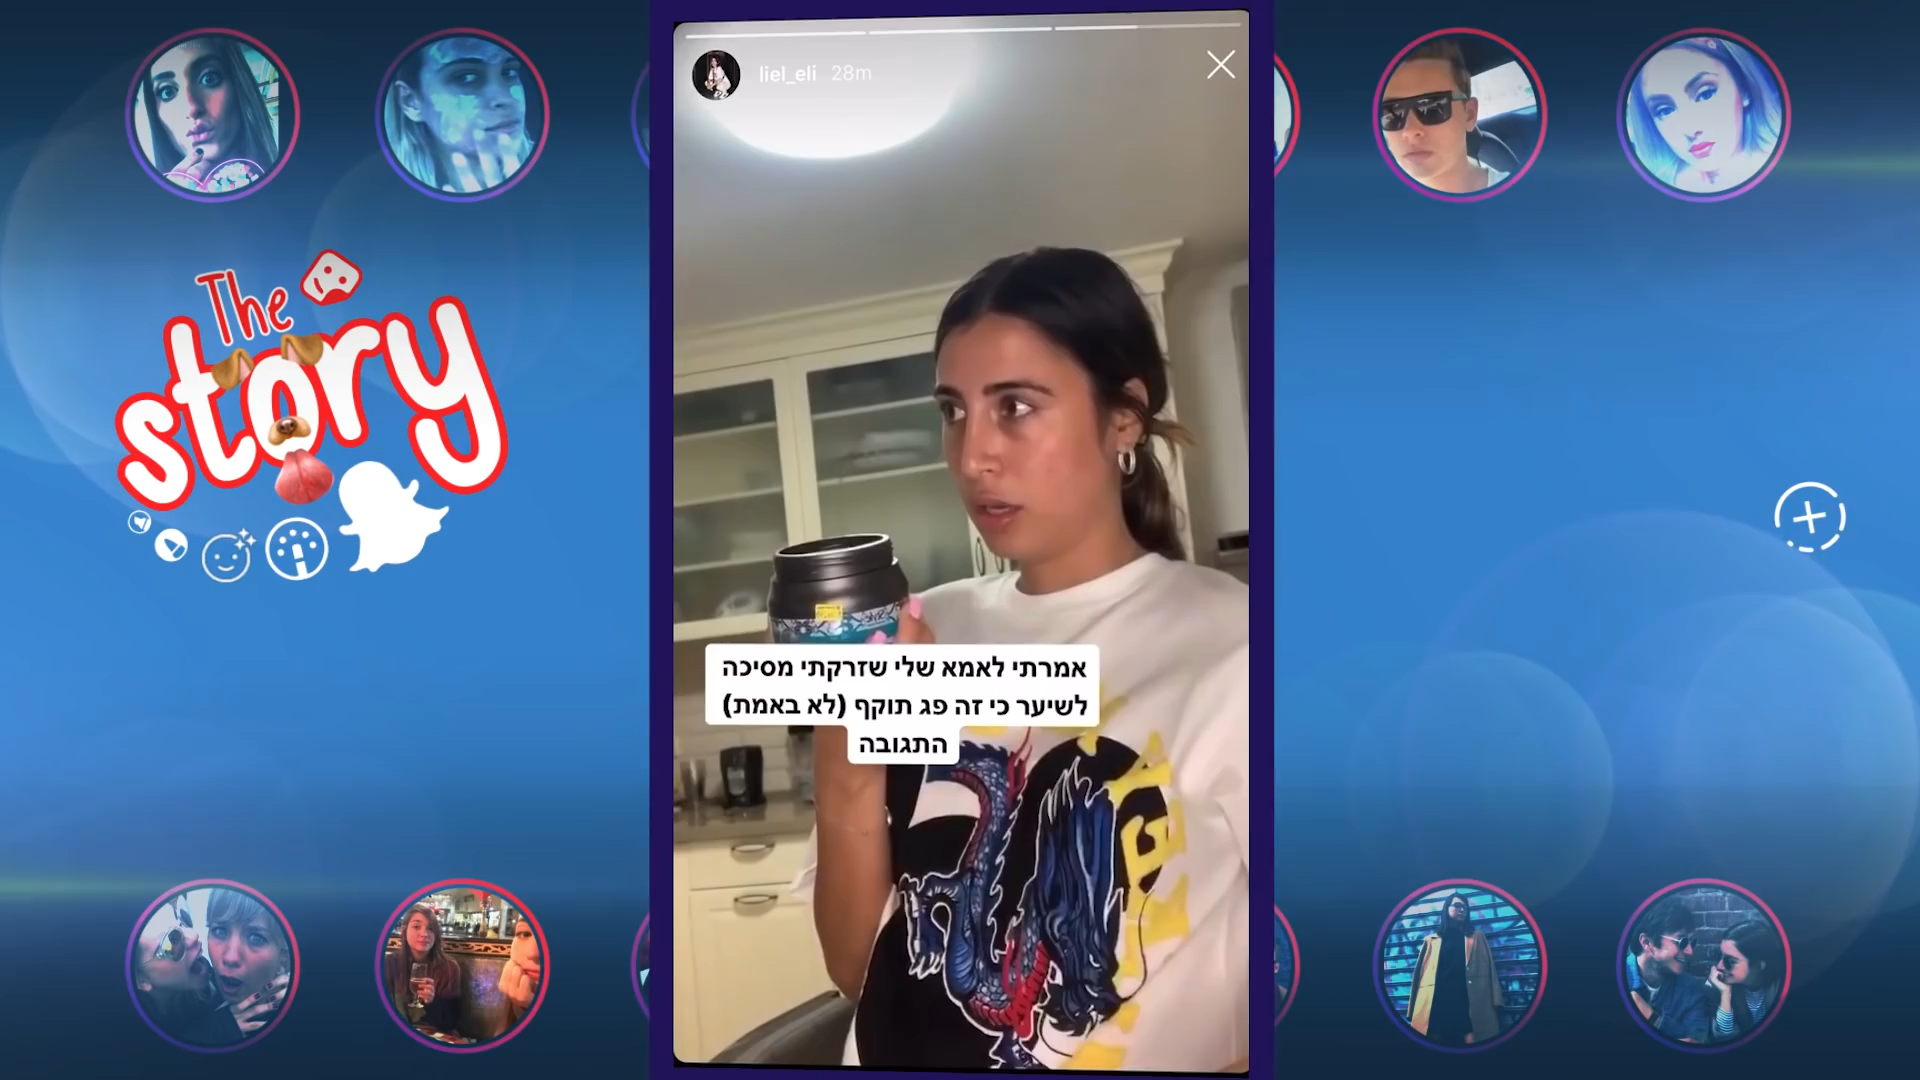 The
story
liel_eli 28m
אמרתי לאמא שלי שזרקתי מסיכה
לשיער כי זה פג תוקף (לא באמת)
התגובה